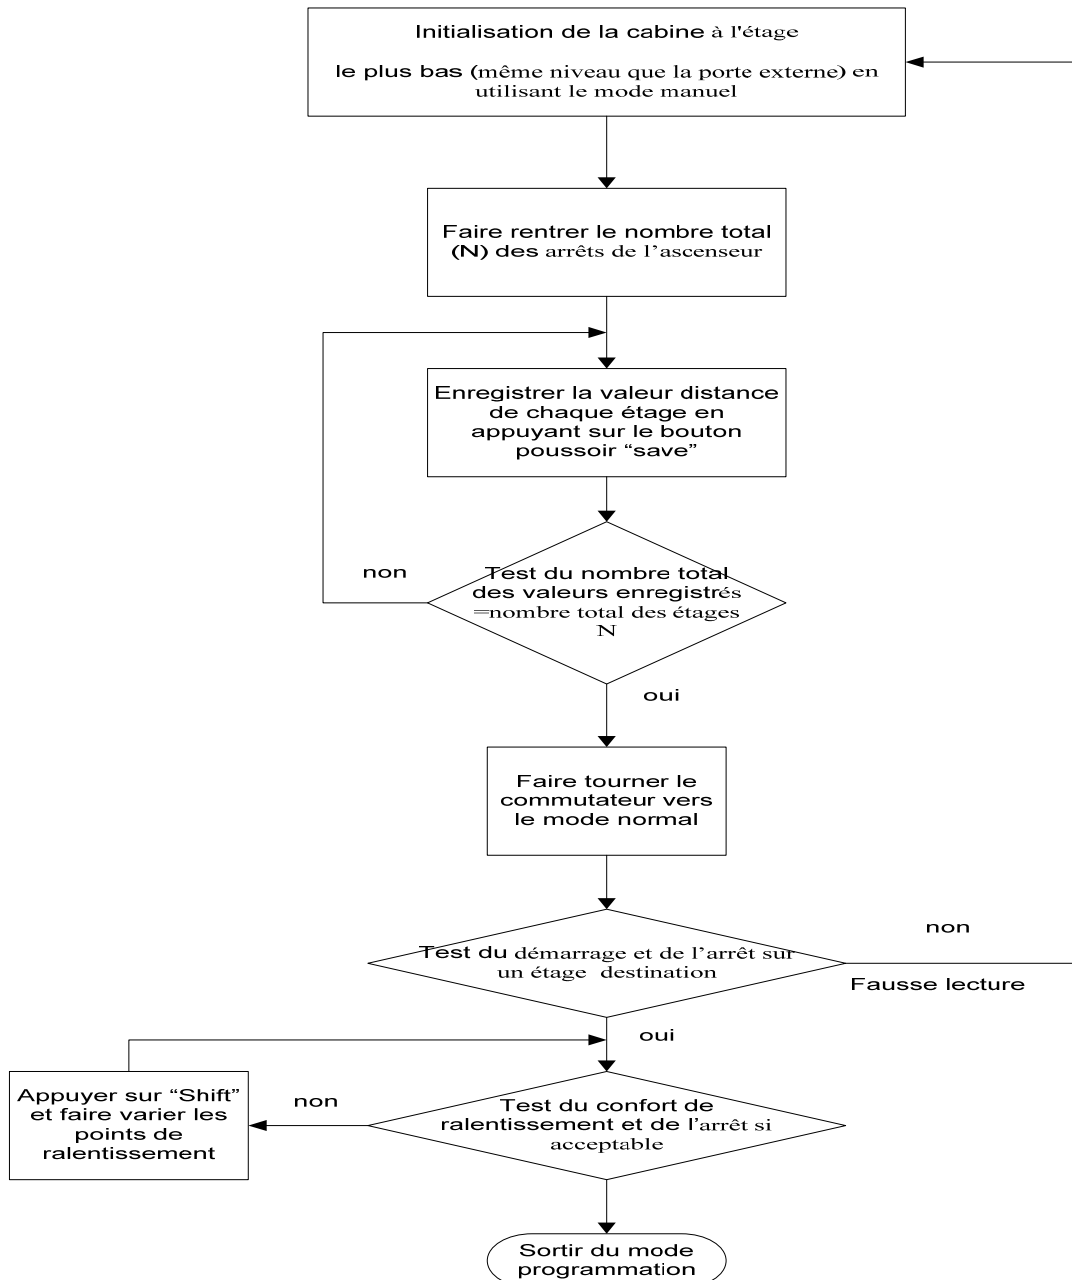 Initialisation de la cabine à l'étage
le plus bas (même niveau que la porte externe) en
utilisant le mode manuel
Faire rentrer le nombre total
(N) des arrêts de l’ascenseur
Enregistrer la valeur distance
de chaque étage en
appuyant sur le bouton
poussoir “save”
non
Test du nombre total
des valeurs enregistrés
=nombre total des étages
N
oui
Faire tourner le
commutateur vers
le mode normal
non
Test du démarrage et de l’arrêt sur
un étage destination
Fausse lecture
oui
Appuyer sur “Shift”
et faire varier les
points de
ralentissement
non
Test du confort de
ralentissement et de l’arrêt si
acceptable
Sortir du mode
programmation